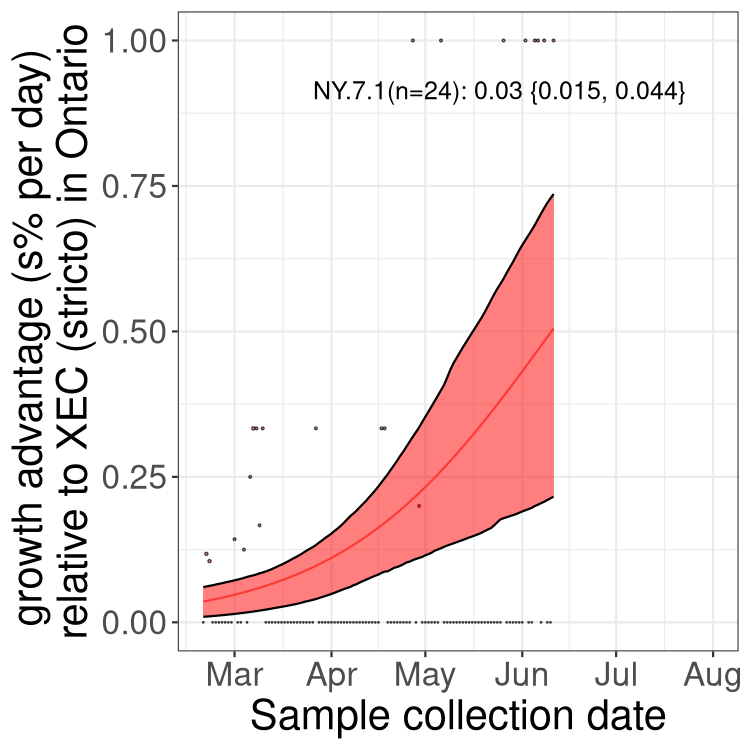 growth advantage (s% per day)
relative to XEC (stricto) in Ontario
1.00
0.75
0.50
0.25
0.00
NY.7.1(n=24): 0.03 {0.015, 0.044}
Mar Apr May Jun Jul Aug
Sample collection date